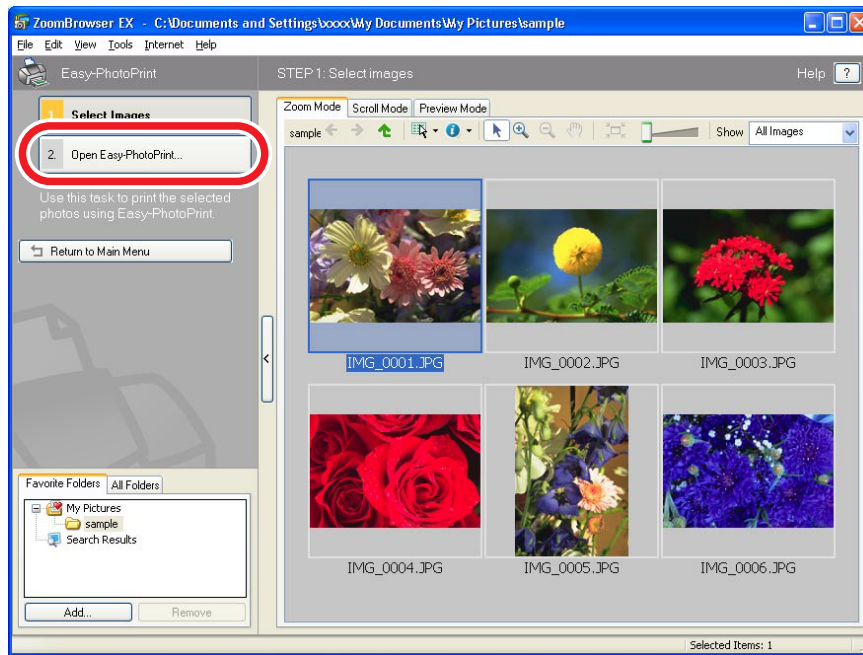 ZoomBrowser EX - C:\Documents and Settings\xxxx\My Documents\My Pictures\sample
File Edit View Tools Internet Help
Easy-PhotoPrint
STEP 1: Select images
Help ?
1. Select Images
2. Open Easy-PhotoPrint...
Use this task to print the selected
photos using Easy-PhotoPrint.
Return to Main Menu
Zoom Mode Scroll Mode Preview Mode
sample
Show All Images
IMG_0001.JPG IMG_0002.JPG IMG_0003.JPG
IMG_0004.JPG IMG_0005.JPG IMG_0006.JPG
Favorite Folders All Folders
My Pictures
sample
Search Results
Add... Remove
Selected Items: 1